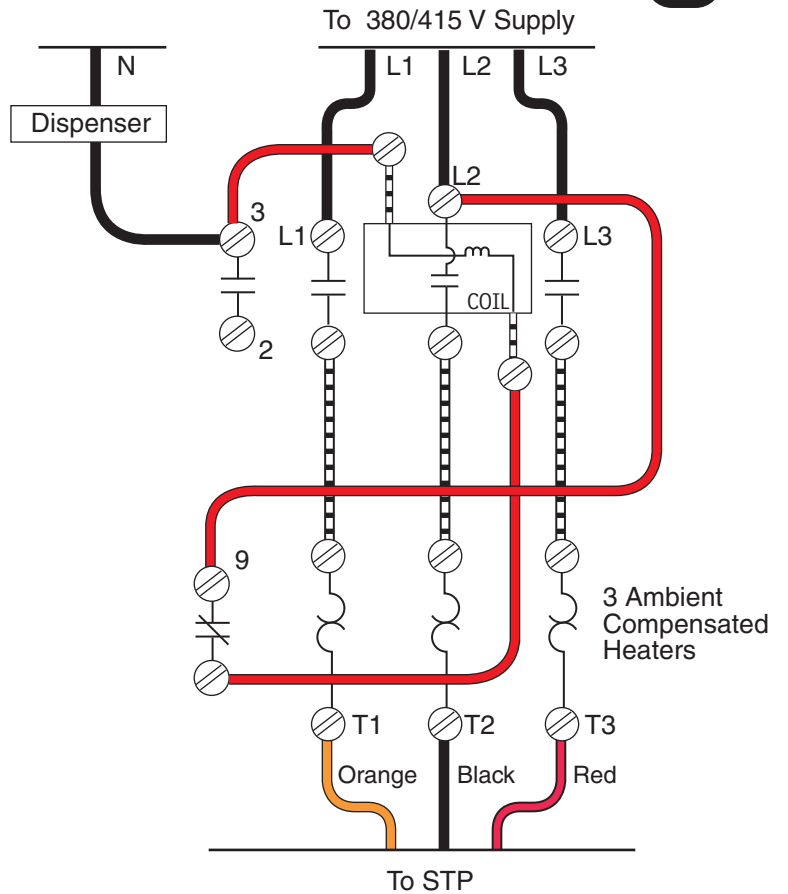 To 380/415 V Supply
N
L1
L2
L3
Dispenser
L2
3
L1
L3
COIL
2
9
3 Ambient
Compensated
Heaters
T1
T2
T3
Orange
Black
Red
To STP